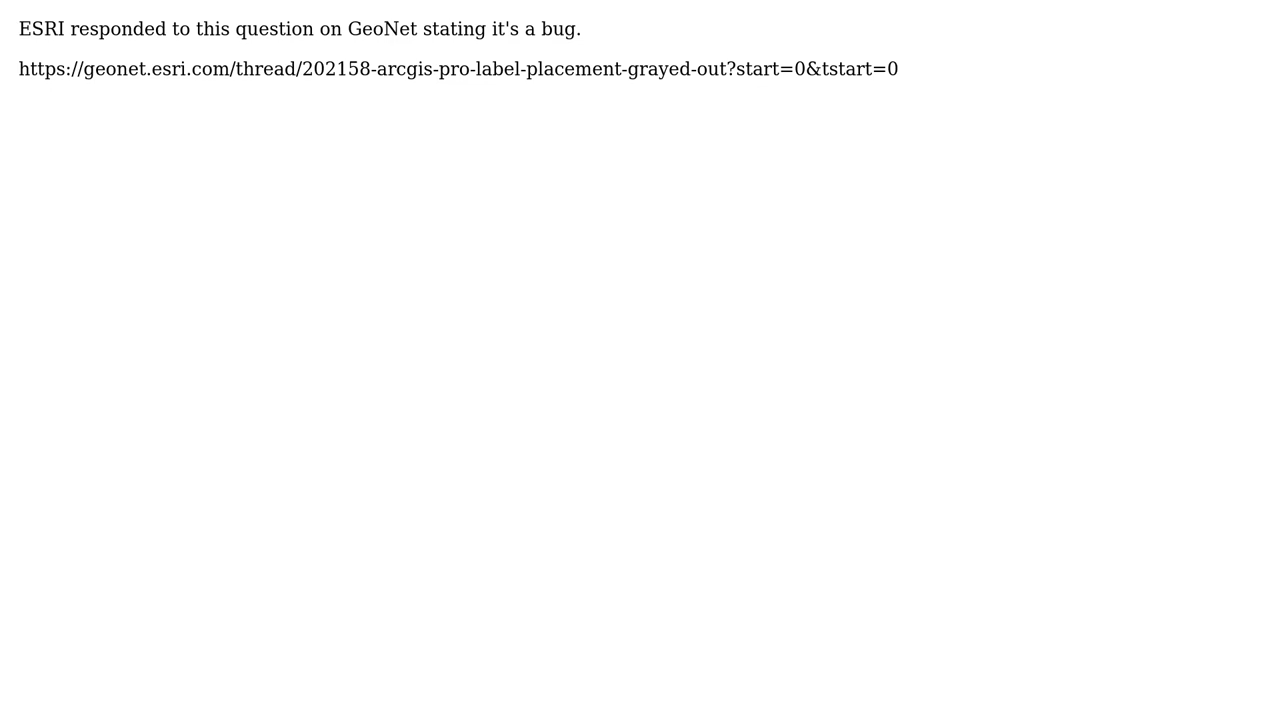 ESRI responded to this question on GeoNet stating it's a bug.
https://geonet.esri.com/thread/202158-arcgis-pro-label-placement-grayed-out?start=0&tstart=0